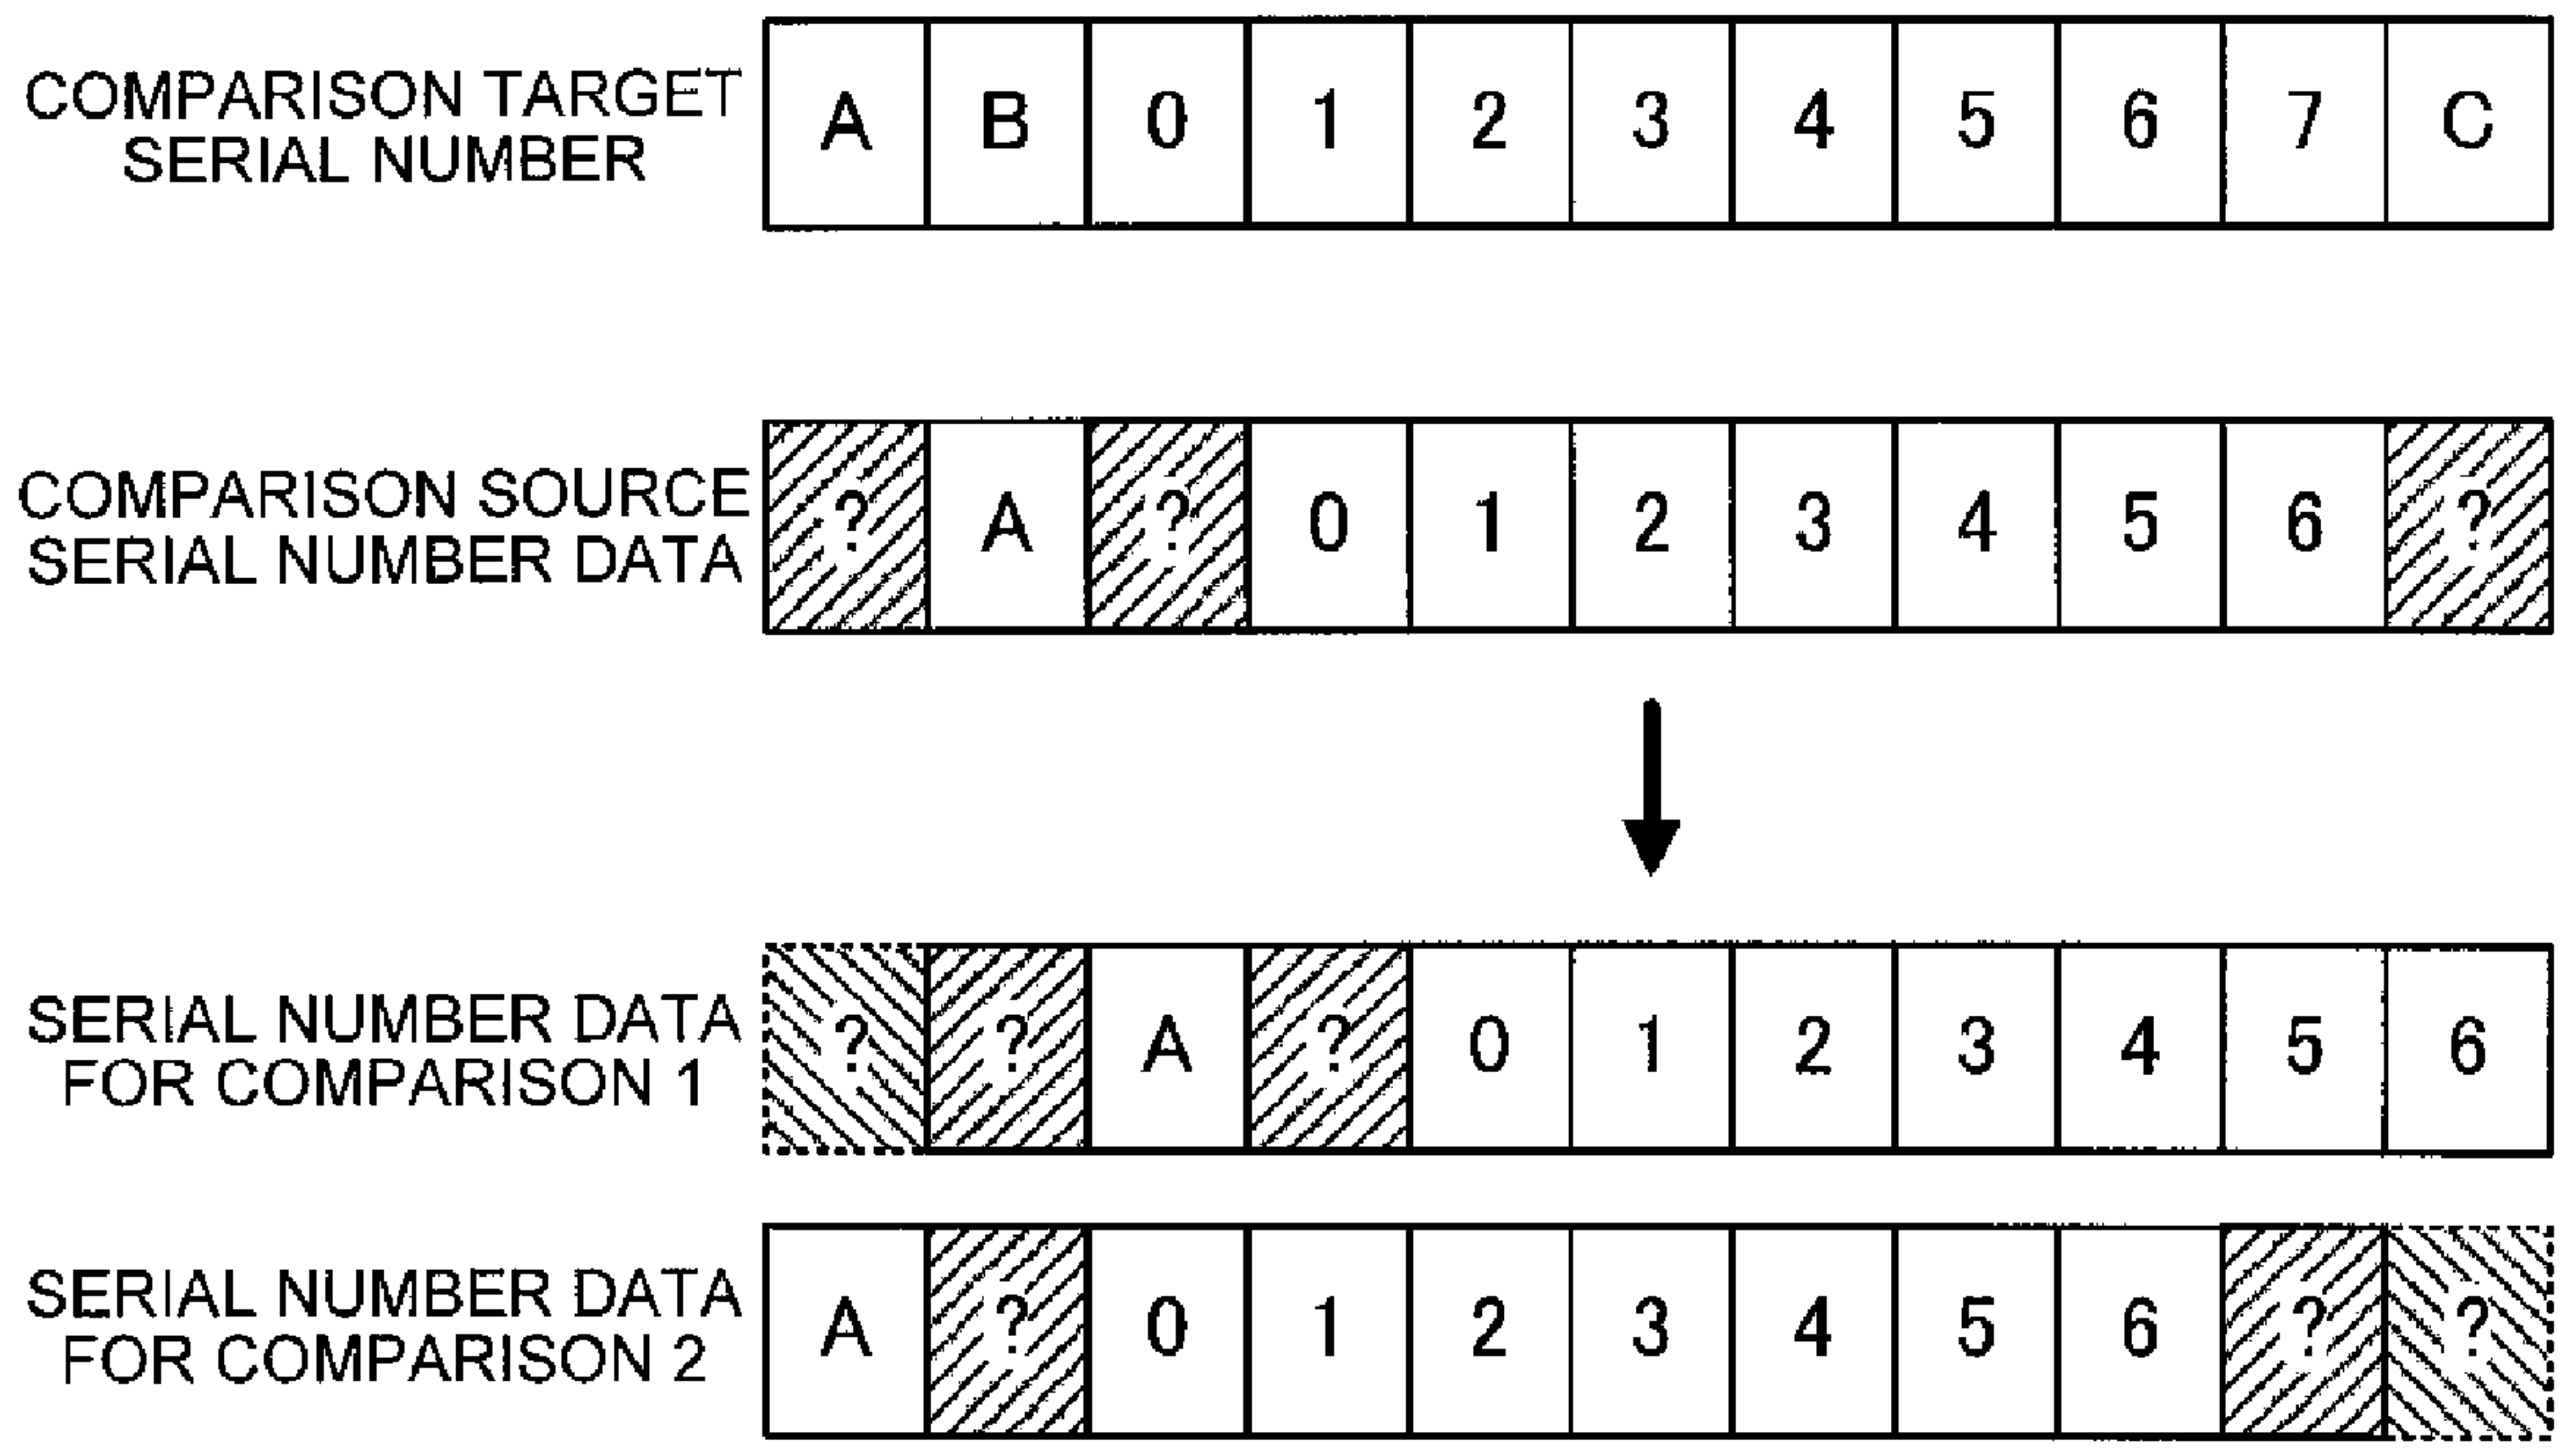 COMPARISON TARGET
SERIAL NUMBER
A B 0 1 2 3 4 5 6 7 C
COMPARISON SOURCE
SERIAL NUMBER DATA
? A ? 0 1 2 3 4 5 6 ?
SERIAL NUMBER DATA
FOR COMPARISON 1
? ? A ? 0 1 2 3 4 5 6
SERIAL NUMBER DATA
FOR COMPARISON 2
A ? 0 1 2 3 4 5 6 ? ?